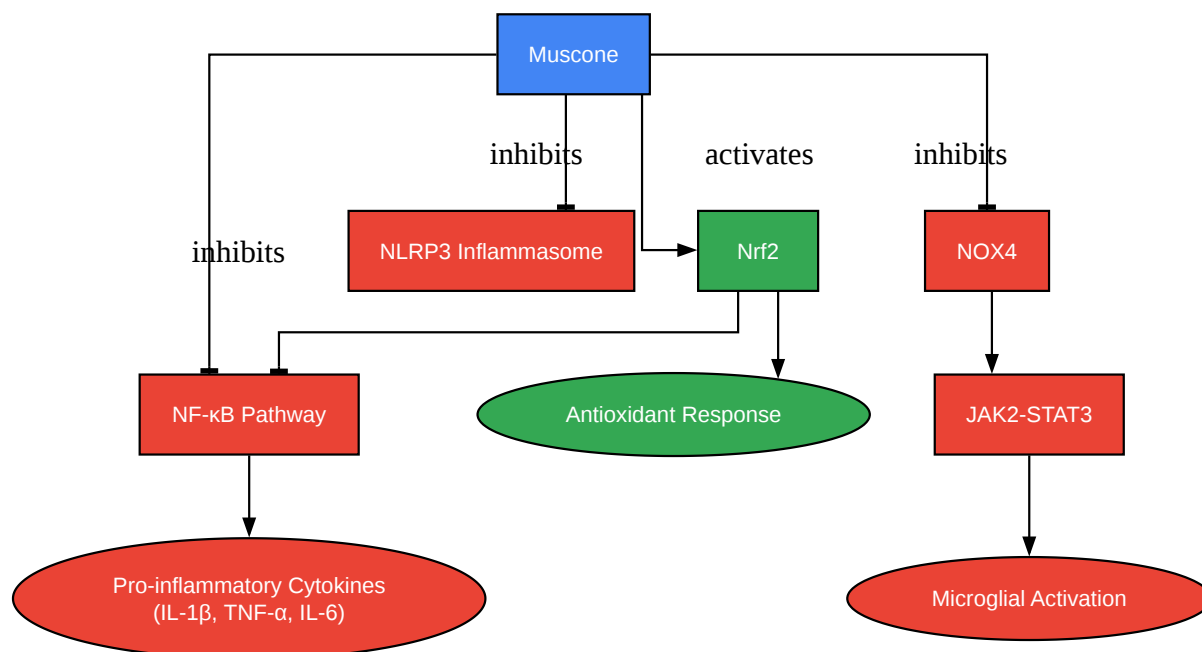 Muscone
inhibits
activates
inhibits
inhibits
NLRP3 Inflammasome
Nrf2
NOX4
NF-κB Pathway
Antioxidant Response
JAK2-STAT3
Pro-inflammatory Cytokines
(IL-1β, TNF-α, IL-6)
Microglial Activation